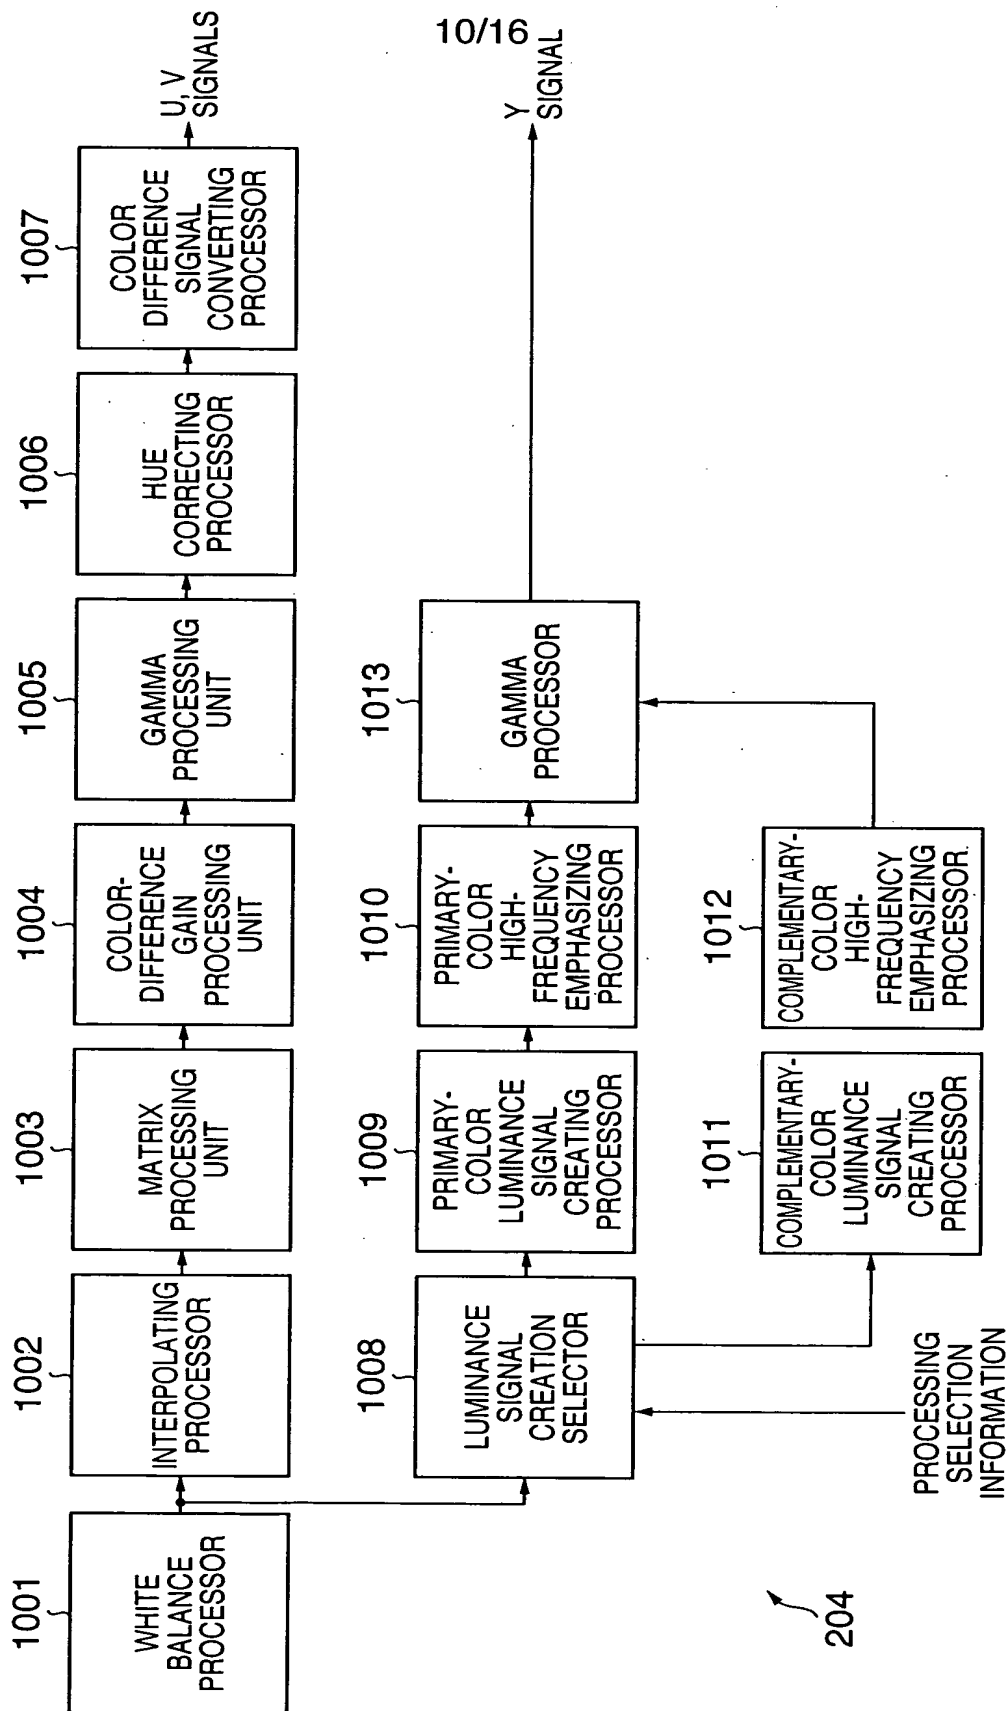 10/16
1001
WHITE
BALANCE
PROCESSOR
1002
INTERPOLATING
PROCESSOR
1003
MATRIX
PROCESSING
UNIT
1004
COLOR-
DIFFERENCE
GAIN
PROCESSING
UNIT
1005
GAMMA
PROCESSING
UNIT
1006
HUE
CORRECTING
PROCESSOR
1007
COLOR
DIFFERENCE
SIGNAL
CONVERTING
PROCESSOR
U, V
SIGNALS
1008
LUMINANCE
SIGNAL
CREATION
SELECTOR
1009
PRIMARY-
COLOR
LUMINANCE
SIGNAL
CREATING
PROCESSOR
1010
PRIMARY-
COLOR
HIGH-
FREQUENCY
EMPHASIZING
PROCESSOR
1013
GAMMA
PROCESSOR
Y
SIGNAL
PROCESSING
SELECTION
INFORMATION
1011
COMPLEMENTARY-
COLOR
LUMINANCE
SIGNAL
CREATING
PROCESSOR
1012
COMPLEMENTARY-
COLOR
HIGH-
FREQUENCY
EMPHASIZING
PROCESSOR.
204